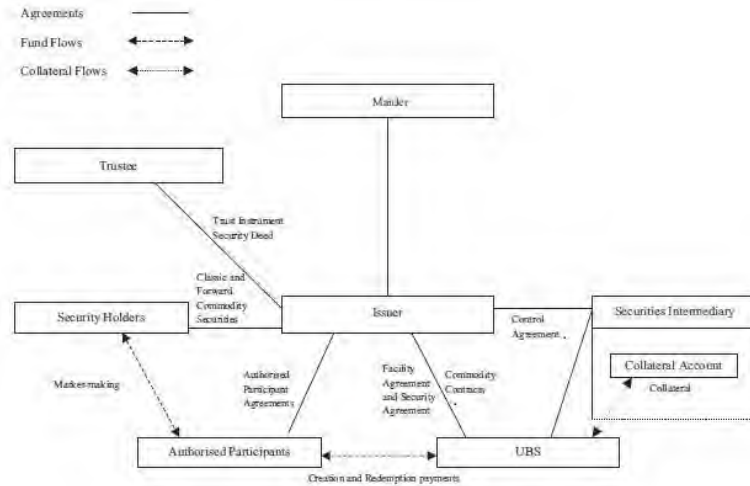 Agreements
Fund Flows
Collateral Flows
Trustee
Trust Instrument
Security Deed
Classic and
Forward
Commodity
Securities
Security Holders
Issuer
Securities Intermediary
Control
Agreement
Collateral Account
Collateral
Market-making
Authorised
Participant
Agreements
Facility
Agreement
and Security
Agreement
Commodity
Contracts
Authorised Participants
UBS
Creation and Redemption payments